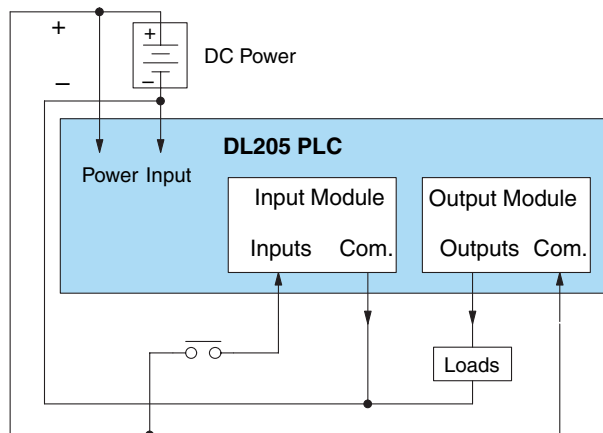 +
+
DC Power
–
–
DL205 PLC
Power Input
Input Module
Output Module
Inputs Com.
Outputs Com.
Loads